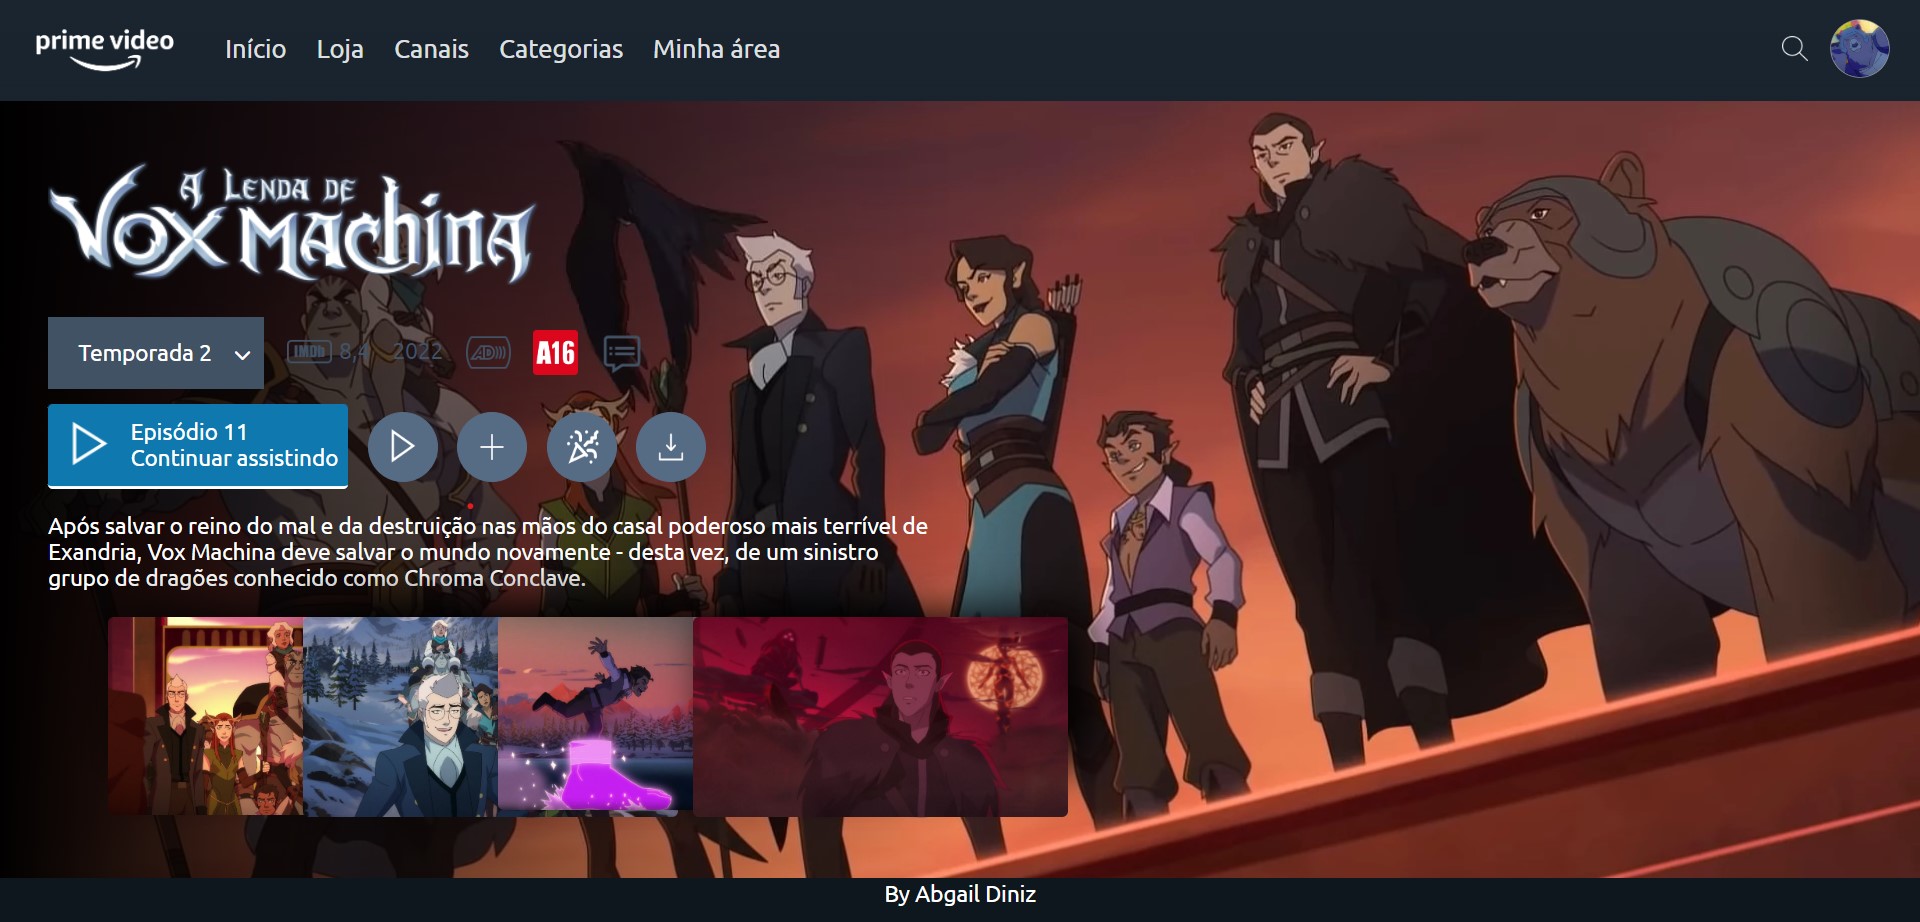 prime video
Início Loja Canais Categorias Minha área
A LENDA DE
VOX MACHINA
Temporada 2 IMDb 8,4 2022 AD A16
Episódio 11
Continuar assistindo
Após salvar o reino do mal e da destruição nas mãos do casal poderoso mais terrível de
Exandria, Vox Machina deve salvar o mundo novamente - desta vez, de um sinistro
grupo de dragões conhecido como Chroma Conclave.
By Abgail Diniz